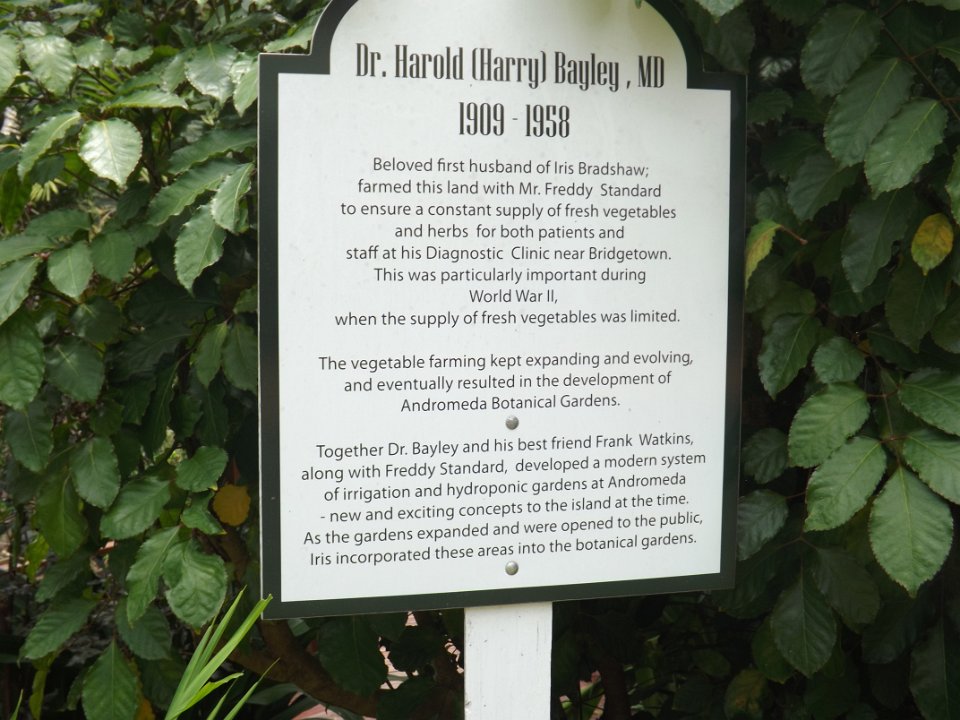 Dr. Harold (Harry) Bayley , MD
1909 - 1958
Beloved first husband of Iris Bradshaw;
farmed this land with Mr. Freddy Standard
to ensure a constant supply of fresh vegetables
and herbs for both patients and
staff at his Diagnostic Clinic near Bridgetown.
This was particularly important during
World War II,
when the supply of fresh vegetables was limited.
The vegetable farming kept expanding and evolving,
and eventually resulted in the development of
Andromeda Botanical Gardens.
Together Dr. Bayley and his best friend Frank Watkins,
along with Freddy Standard, developed a modern system
of irrigation and hydroponic gardens at Andromeda
- new and exciting concepts to the island at the time.
As the gardens expanded and were opened to the public,
Iris incorporated these areas into the botanical gardens.